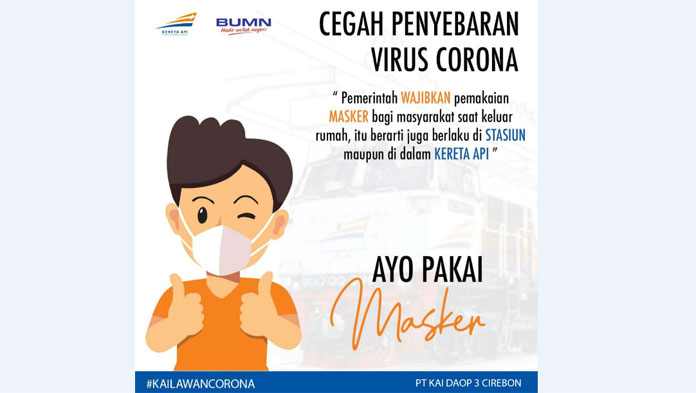 KERETA API
BUMN
Hadir untuk negeri
CEGAH PENYEBARAN
VIRUS CORONA
“ Pemerintah WAJIBKAN pemakaian
MASKER bagi masyarakat saat keluar
rumah, itu berarti juga berlaku di STASIUN
maupun di dalam KERETA API ”
AYO PAKAI
Masker
#KAILAWANCORONA
PT KAI DAOP 3 CIREBON